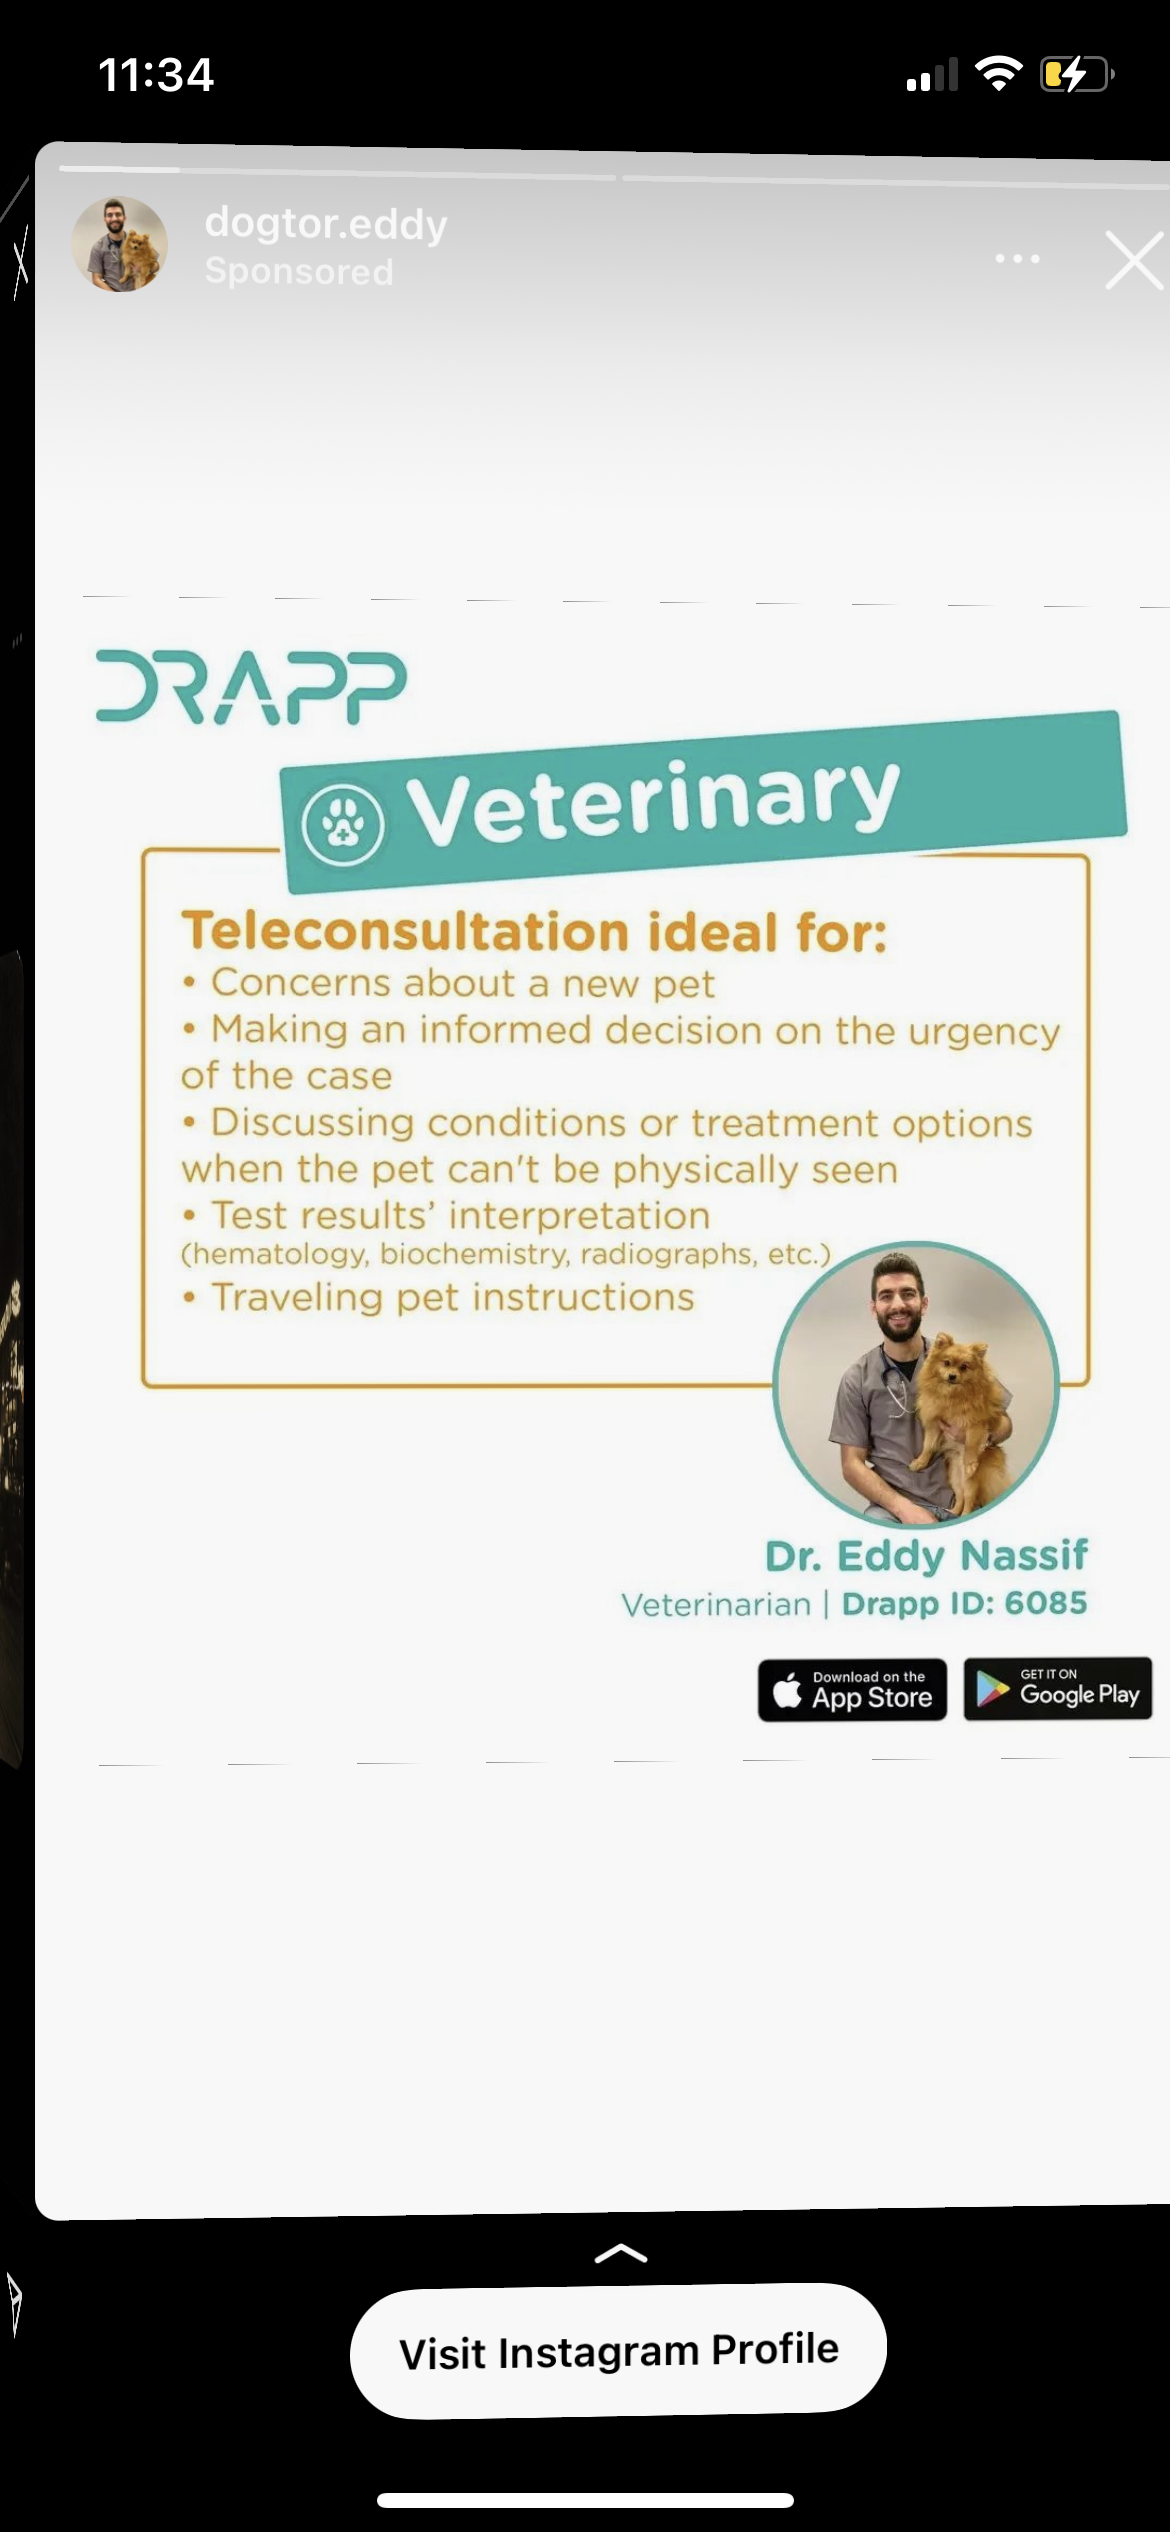 11:34
dogtor.eddy
Sponsored
DRAPP
Veterinary
Teleconsultation ideal for:
• Concerns about a new pet
• Making an informed decision on the urgency
of the case
• Discussing conditions or treatment options
when the pet can't be physically seen
• Test results’ interpretation
(hematology, biochemistry, radiographs, etc.)
• Traveling pet instructions
Dr. Eddy Nassif
Veterinarian | Drapp ID: 6085
Download on the
App Store
GET IT ON
Google Play
Visit Instagram Profile